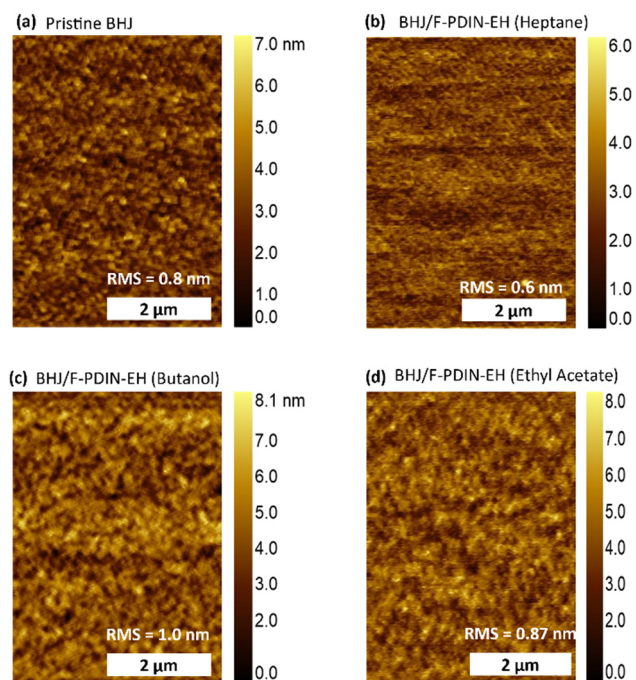 (a) Pristine BHJ
7.0 nm
6.0
5.0
4.0
3.0
2.0
1.0
0.0
RMS = 0.8 nm
2 µm
(b) BHJ/F-PDIN-EH (Heptane)
6.0
5.0
4.0
3.0
2.0
1.0
0.0
RMS = 0.6 nm
2 µm
(c) BHJ/F-PDIN-EH (Butanol)
8.1 nm
7.0
6.0
5.0
4.0
3.0
2.0
0.0
RMS = 1.0 nm
2 µm
(d) BHJ/F-PDIN-EH (Ethyl Acetate)
8.0
7.0
6.0
5.0
4.0
3.0
2.0
0.0
RMS = 0.87 nm
2 µm